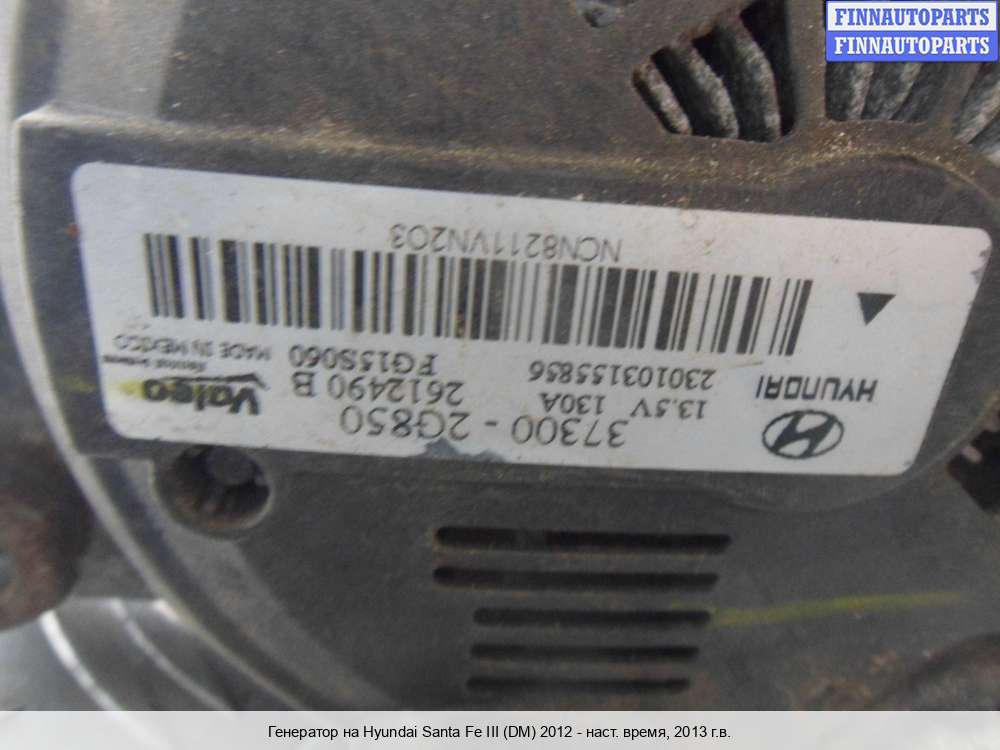 FINNAUTOPARTS
FINNAUTOPARTS
HYUNDAI
37300 - 2G850
13.5V 130A
2612490 B
230103155856
FG15S060
Valeo
MADE IN MEXICO
NCN8211VN203
Генератор на Hyundai Santa Fe III (DM) 2012 - наст. время, 2013 г.в.